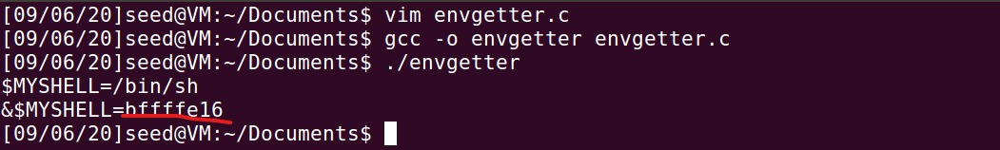 [09/06/20]seed@VM:~/Documents$ vim envgetter.c
[09/06/20]seed@VM:~/Documents$ gcc -o envgetter envgetter.c
[09/06/20]seed@VM:~/Documents$ ./envgetter
$MYSHELL=/bin/sh
&$MYSHELL=bffffe16
[09/06/20]seed@VM:~/Documents$